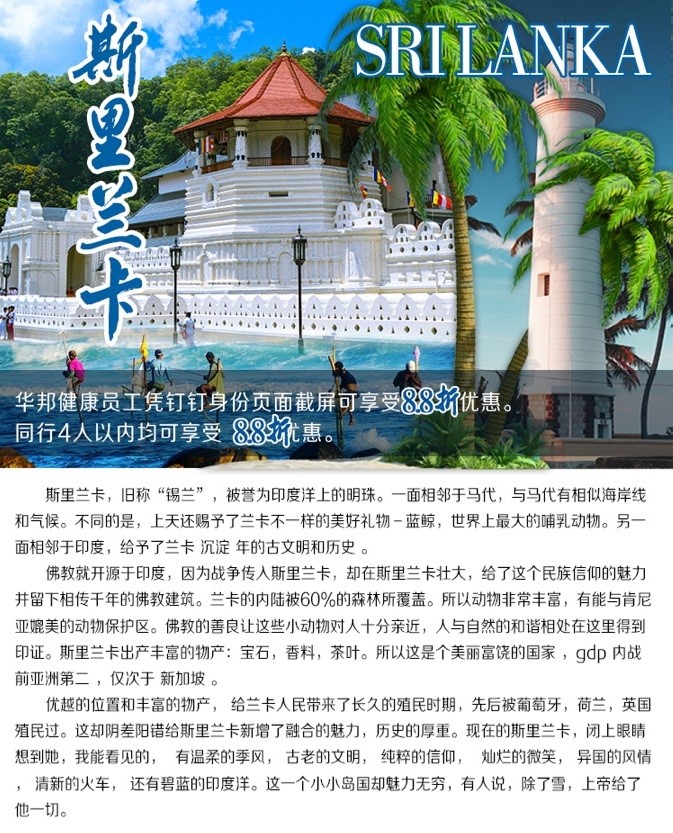 斯里兰卡
SRI LANKA
华邦健康员工凭钉钉身份页面截屏可享受8.8折优惠。
同行4人以内均可享受 8.8折优惠。
斯里兰卡，旧称“锡兰”，被誉为印度洋上的明珠。一面相邻于马代，与马代有相似海岸线
和气候。不同的是，上天还赐予了兰卡不一样的美好礼物-蓝鲸，世界上最大的哺乳动物。另一
面相邻于印度，给予了兰卡 沉淀 年的古文明和历史 。
佛教就开源于印度，因为战争传入斯里兰卡，却在斯里兰卡壮大，给了这个民族信仰的魅力
并留下相传千年的佛教建筑。兰卡的内陆被60%的森林所覆盖。所以动物非常丰富，有能与肯尼
亚媲美的动物保护区。佛教的善良让这些小动物对人十分亲近，人与自然的和谐相处在这里得到
印证。斯里兰卡出产丰富的物产：宝石，香料，茶叶。所以这是个美丽富饶的国家 ，gdp 内战
前亚洲第二 ，仅次于 新加坡 。
优越的位置和丰富的物产， 给兰卡人民带来了长久的殖民时期，先后被葡萄牙，荷兰，英国
殖民过。这却阴差阳错给斯里兰卡新增了融合的魅力，历史的厚重。现在的斯里兰卡，闭上眼睛
想到她，我能看见的， 有温柔的季风， 古老的文明， 纯粹的信仰， 灿烂的微笑， 异国的风情
， 清新的火车， 还有碧蓝的印度洋。这一个小小岛国却魅力无穷，有人说，除了雪，上帝给了
他一切。